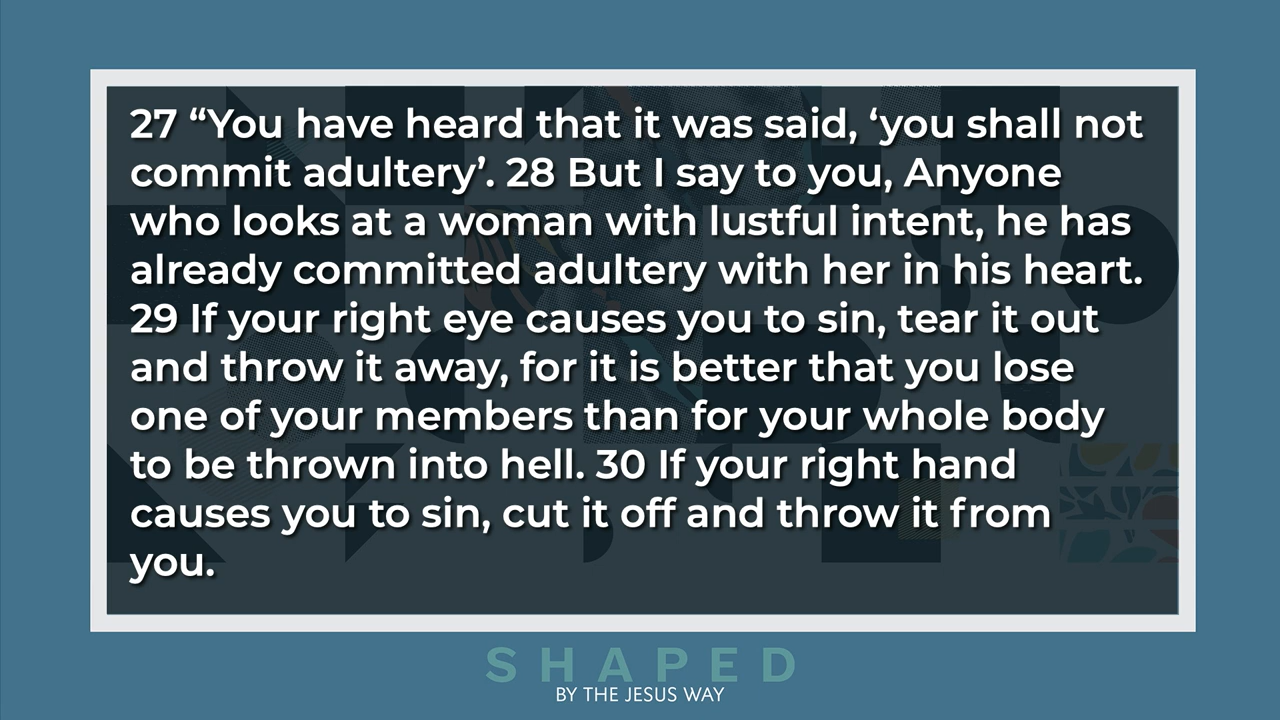 27 “You have heard that it was said, ‘you shall not
commit adultery’. 28 But I say to you, Anyone
who looks at a woman with lustful intent, he has
already committed adultery with her in his heart.
29 If your right eye causes you to sin, tear it out
and throw it away, for it is better that you lose
one of your members than for your whole body
to be thrown into hell. 30 If your right hand
causes you to sin, cut it off and throw it from
you.
SHAPED
BY THE JESUS WAY